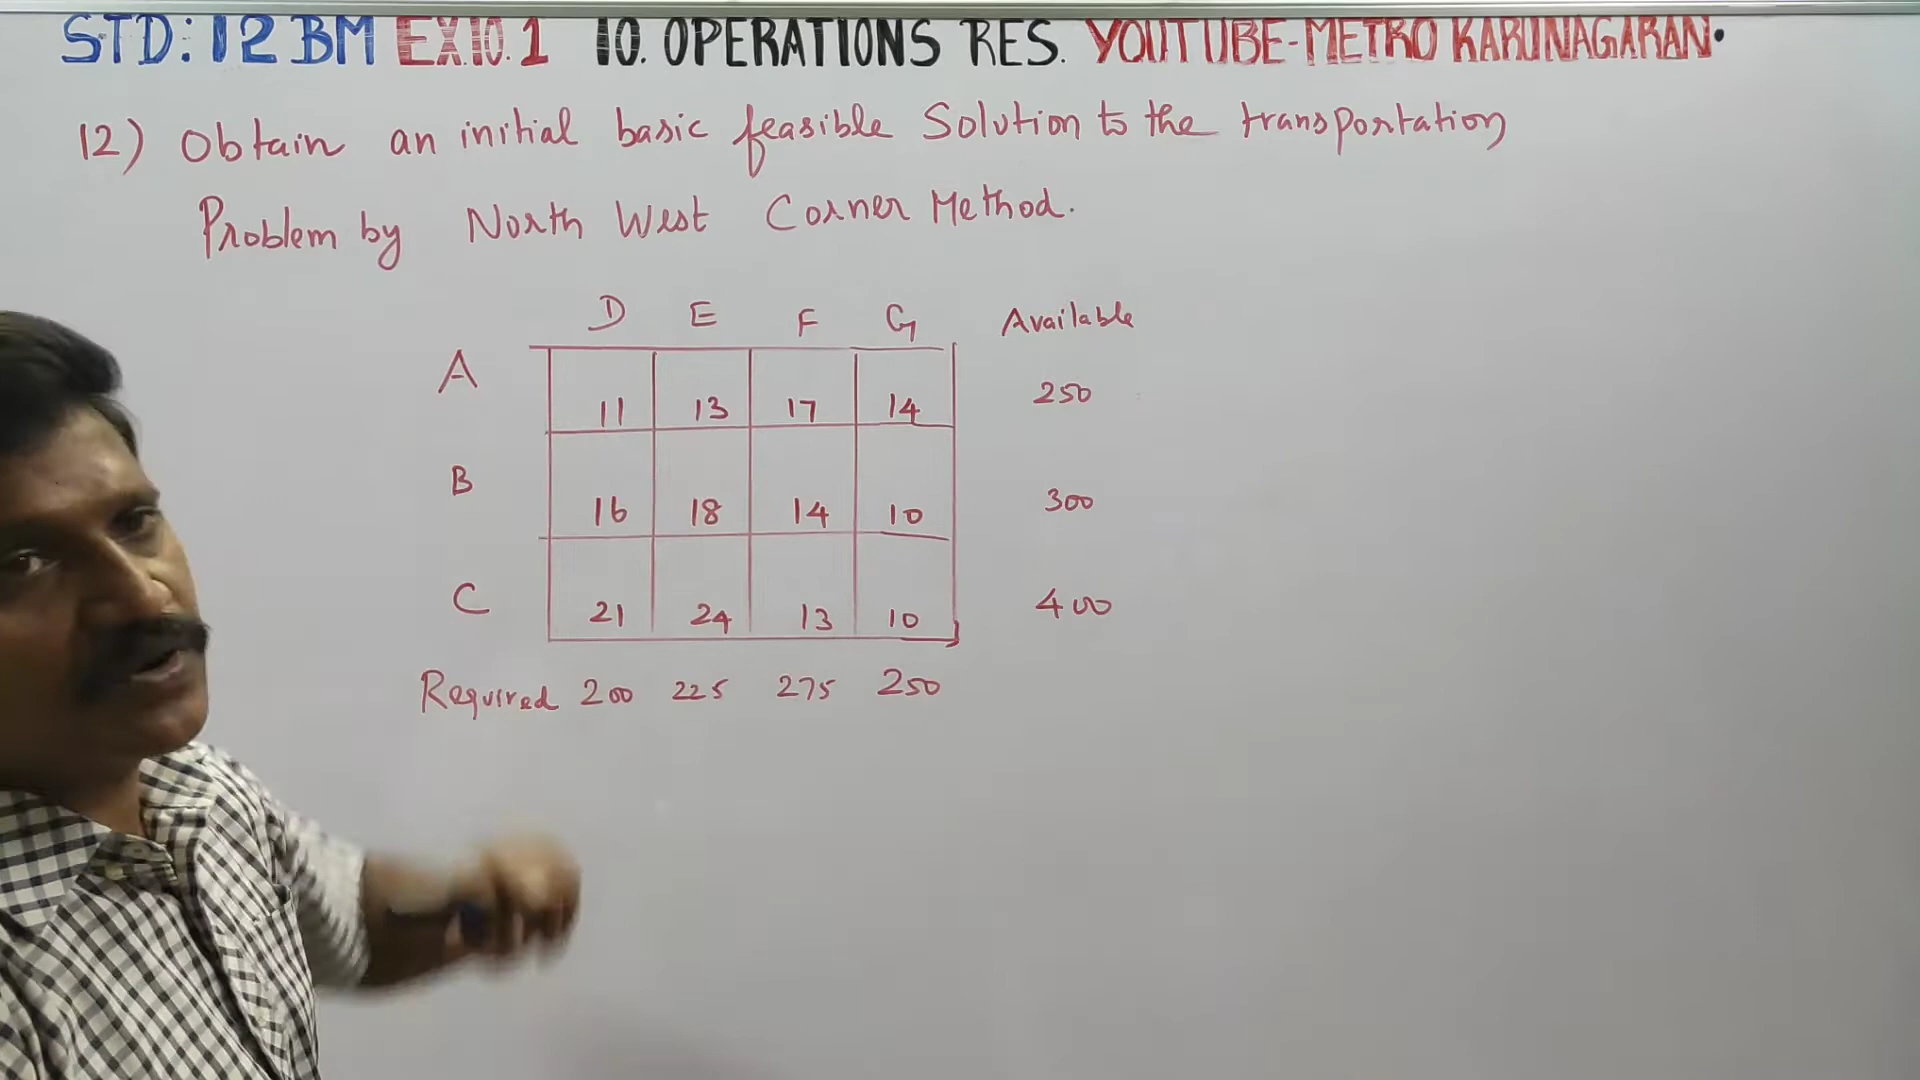 STD: 12 BM EX.10.1 10. OPERATIONS RES. YOUTUBE-METRO KARUNAGARAN.
12) Obtain an initial basic feasible Solution to the transportation
Problem by North West Corner Method.
D E F G Available
A 11 13 17 14 250
B 16 18 14 10 300
C 21 24 13 10 400
Required 200 225 275 250